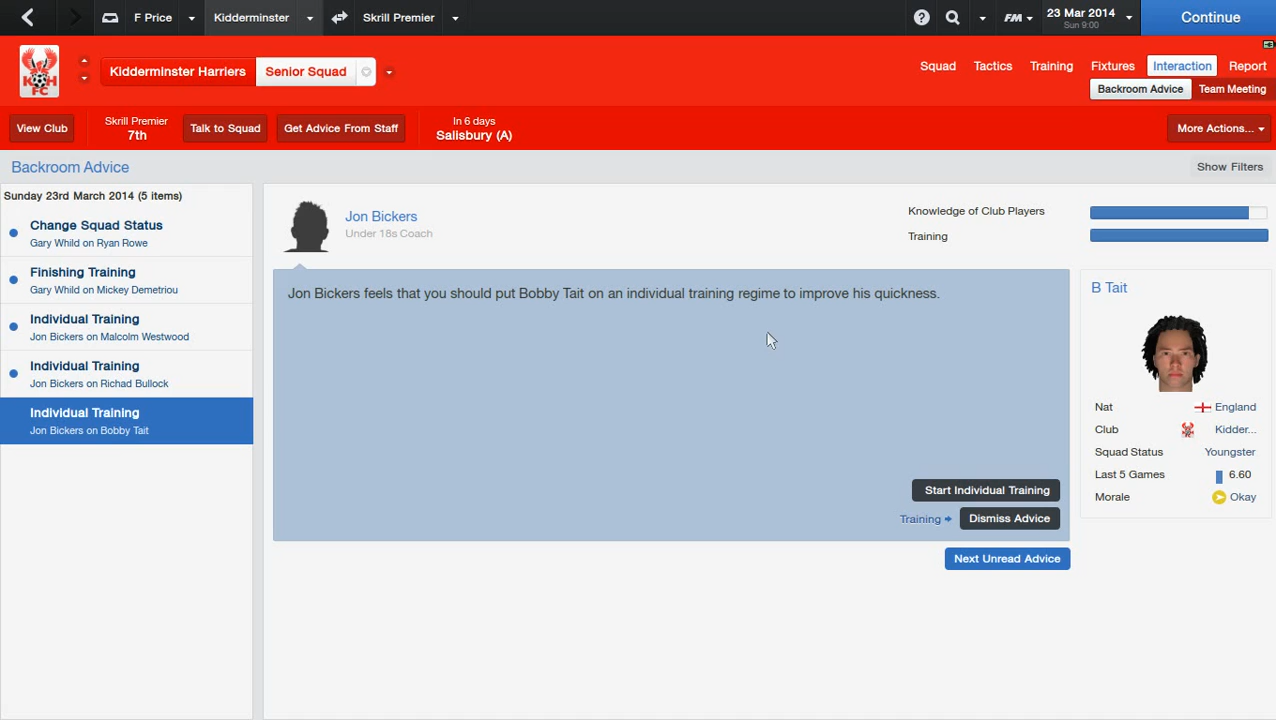 F Price
Kidderminster
Skrill Premier
FM
23 Mar 2014
Sun 9:00
Continue
Kidderminster Harriers
Senior Squad
Squad
Tactics
Training
Fixtures
Interaction
Report
Backroom Advice
Team Meeting
View Club
Skrill Premier
7th
Talk to Squad
Get Advice From Staff
In 6 days
Salisbury (A)
More Actions...
Backroom Advice
Show Filters
Sunday 23rd March 2014 (5 items)
Change Squad Status
Gary Whild on Ryan Rowe
Finishing Training
Gary Whild on Mickey Demetriou
Individual Training
Jon Bickers on Malcolm Westwood
Individual Training
Jon Bickers on Richad Bullock
Individual Training
Jon Bickers on Bobby Tait
Jon Bickers
Under 18s Coach
Knowledge of Club Players
Training
Jon Bickers feels that you should put Bobby Tait on an individual training regime to improve his quickness.
Start Individual Training
Training
Dismiss Advice
Next Unread Advice
B Tait
Nat England
Club Kidder...
Squad Status Youngster
Last 5 Games 6.60
Morale Okay